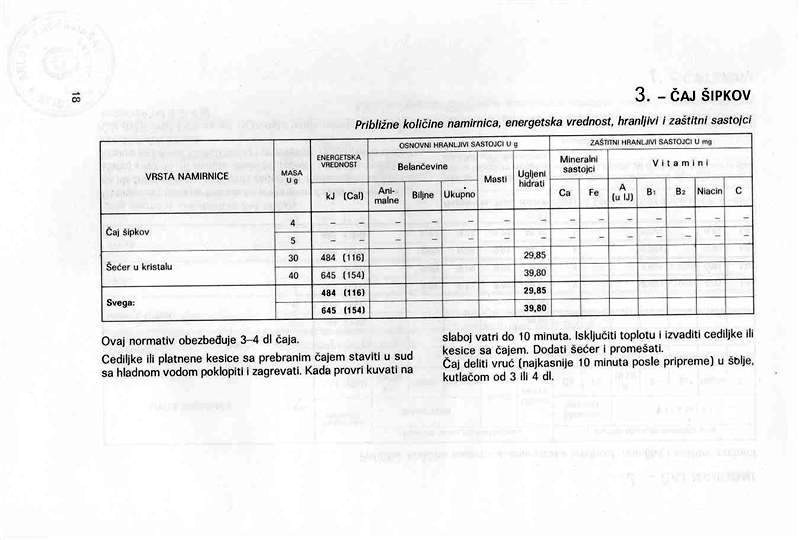 18
3. – ČAJ ŠIPKOV
Približne količine namirnica, energetska vrednost, hranljivi i zaštitni sastojci
VRSTA NAMIRNICE | MASA U g | ENERGETSKA VREDNOST | OSNOVNI HRANLJIVI SASTOJCI U g | ZAŠTITNI HRANLJIVI SASTOJCI U mg
Belančevine | Masti | Ugljeni hidrati | Mineralni sastojci | Vitamini
kJ (Cal) | Ani-malne | Biljne | Ukupno | Ca | Fe | A (u IJ) | B1 | B2 | Niacin | C
Čaj šipkov | 4 | – – – – – – – – – – – – – –
5 | – – – – – – – – – – – – – –
Šećer u kristalu | 30 | 484 (116) | 29,85
40 | 645 (154) | 39,80
Svega: | 484 (116) | 29,85
645 (154) | 39,80
Ovaj normativ obezbeđuje 3–4 dl čaja.
Cediljke ili platnene kesice sa prebranim čajem staviti u sud
sa hladnom vodom poklopiti i zagrevati. Kada provri kuvati na
slaboj vatri do 10 minuta. Isključiti toplotu i izvaditi cediljke ili
kesice sa čajem. Dodati šećer i promešati.
Čaj deliti vruć (najkasnije 10 minuta posle pripreme) u šolje,
kutlačom od 3 ili 4 dl.